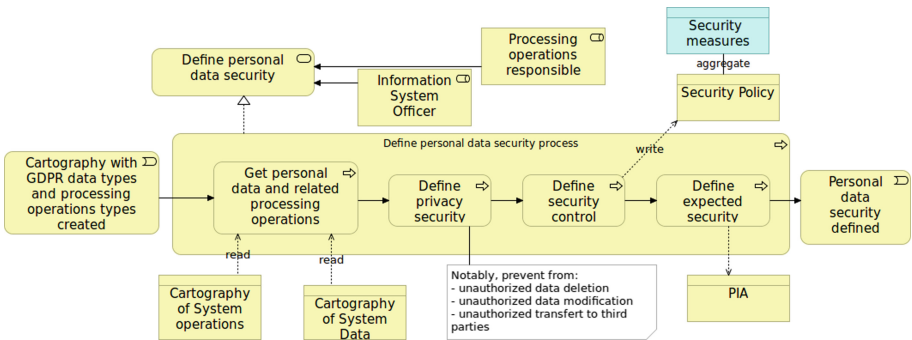 Security
measures
aggregate
Security Policy
Processing
operations
responsible
Define personal
data security
Information
System
Officer
write
Define personal data security process
Cartography with
GDPR data types
and processing
operations types
created
Get personal
data and related
processing
operations
Define
privacy
security
Define
security
control
Define
expected
security
Personal
data
security
defined
read
read
Cartography
of System
operations
Cartography
of System
Data
Notably, prevent from:
- unauthorized data deletion
- unauthorized data modification
- unauthorized transfert to third
parties
PIA